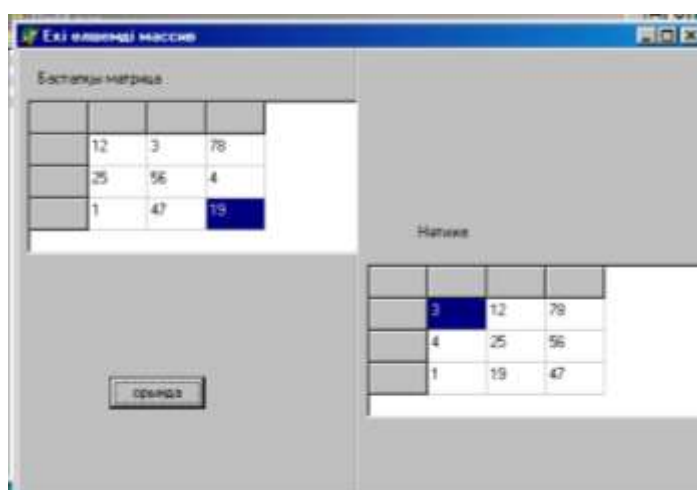 Екі өлшемді массив
Бастапқы матрица
12 3 78
25 56 4
1 47 19
Нәтиже
3 12 78
4 25 56
1 19 47
орында